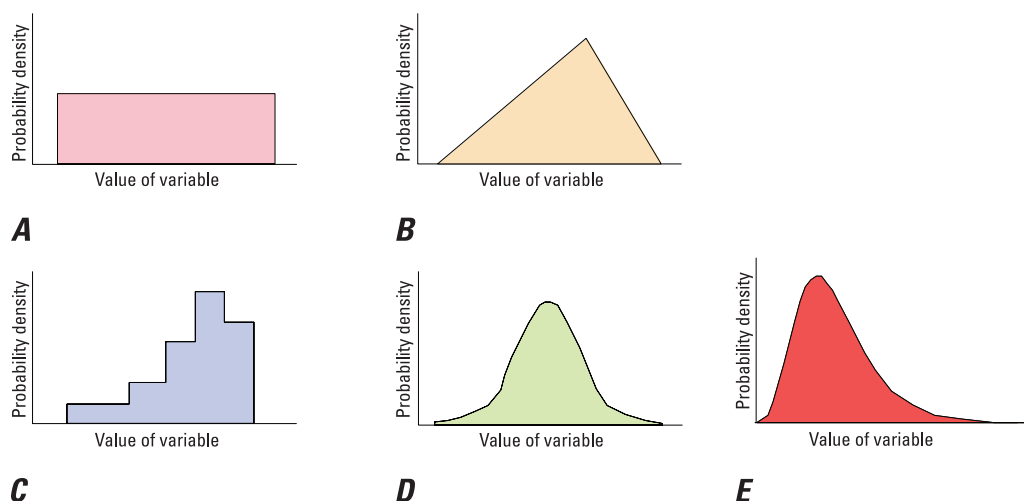 Probability density
Value of variable
A
Probability density
Value of variable
B
Probability density
Value of variable
C
Probability density
Value of variable
D
Probability density
Value of variable
E